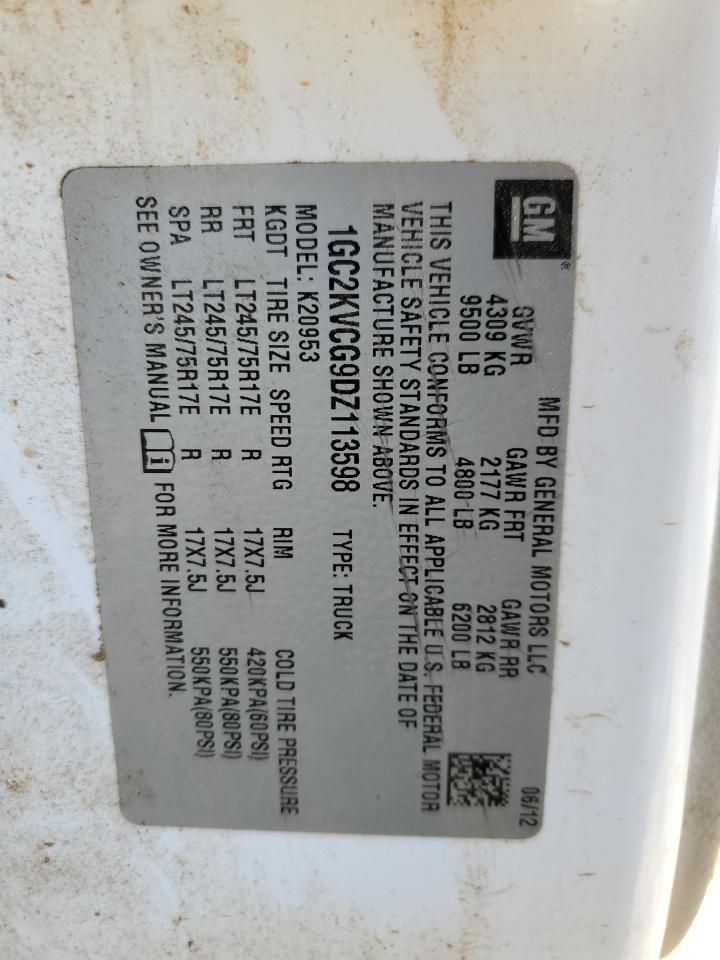 GM®
MFD BY GENERAL MOTORS LLC 06/12
GVWR GAWR FRT GAWR RR
4309 KG 2177 KG 2812 KG
9500 LB 4800 LB 6200 LB
THIS VEHICLE CONFORMS TO ALL APPLICABLE U.S. FEDERAL MOTOR
VEHICLE SAFETY STANDARDS IN EFFECT ON THE DATE OF
MANUFACTURE SHOWN ABOVE.
1GC2KVCG9DZ113598 TYPE: TRUCK
MODEL: K20953
KGDT TIRE SIZE SPEED RTG RIM COLD TIRE PRESSURE
FRT LT245/75R17E R 17X7.5J 420KPA(60PSI)
RR LT245/75R17E R 17X7.5J 550KPA(80PSI)
SPA LT245/75R17E R 17X7.5J 550KPA(80PSI)
SEE OWNER'S MANUAL i FOR MORE INFORMATION.